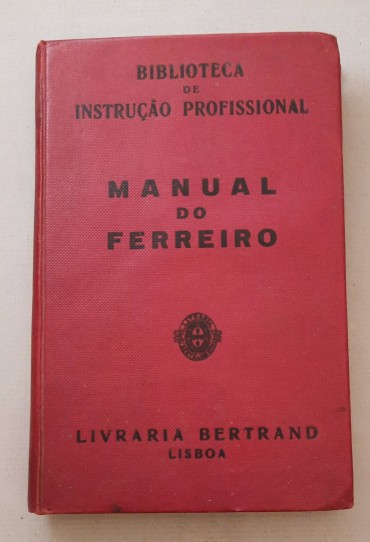 BIBLIOTECA
DE
INSTRUÇÃO PROFISSIONAL
MANUAL
DO
FERREIRO
LIVRARIA BERTRAND
LISBOA